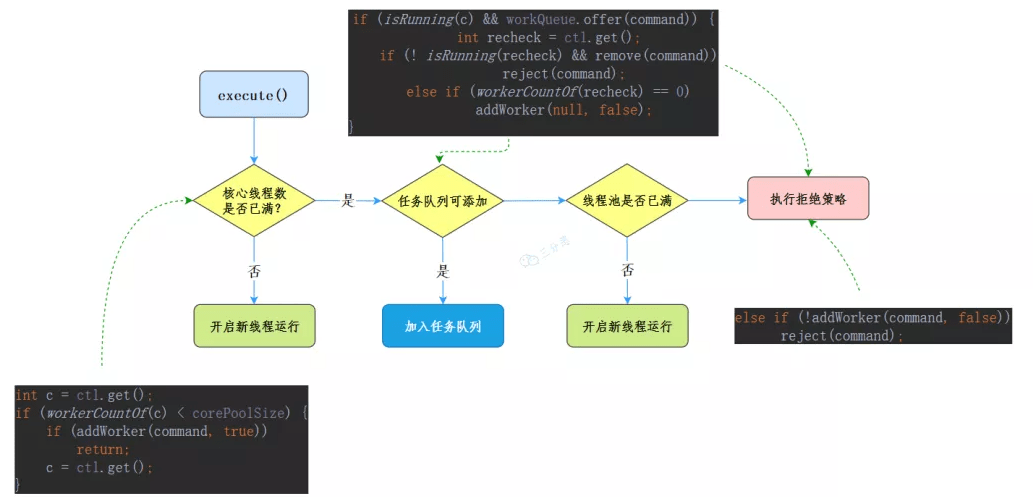 if (isRunning(c) && workQueue.offer(command)) {
int recheck = ctl.get();
if (! isRunning(recheck) && remove(command))
reject(command);
else if (workerCountOf(recheck) == 0)
addWorker(null, false);
}
execute()
核心线程数
是否已满?
是
任务队列可添加
线程池是否已满
执行拒绝策略
否
是
否
三分恶
开启新线程运行
加入任务队列
开启新线程运行
else if (!addWorker(command, false))
reject(command);
int c = ctl.get();
if (workerCountOf(c) < corePoolSize) {
if (addWorker(command, true))
return;
c = ctl.get();
}